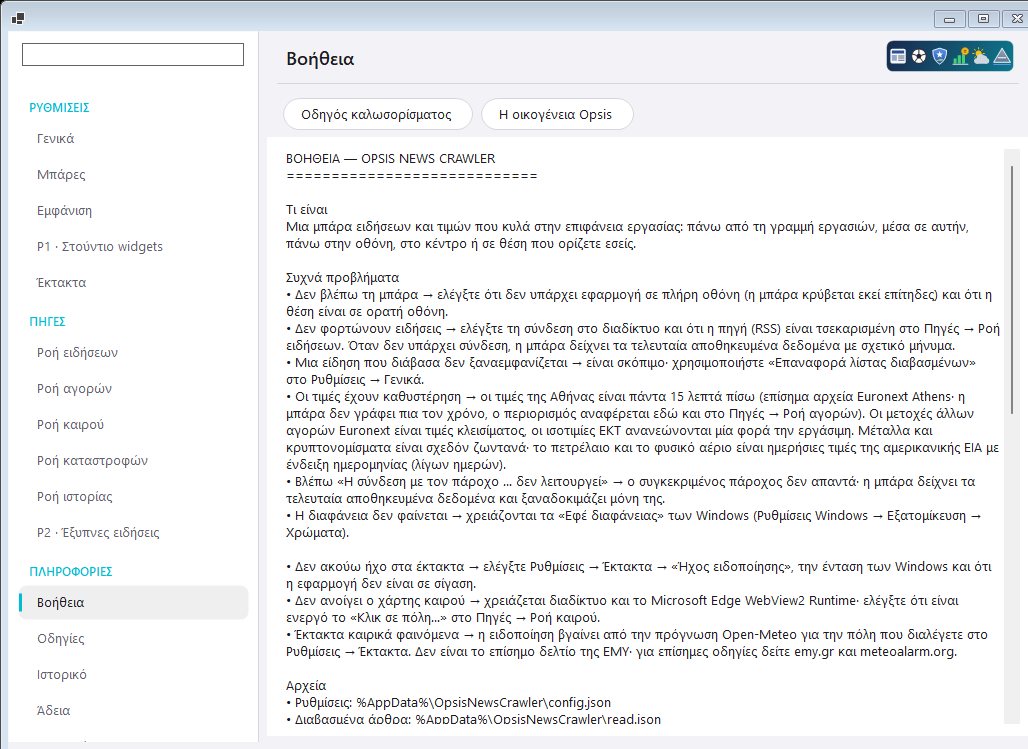 Βοήθεια
ΡΥΘΜΙΣΕΙΣ
Γενικά
Μπάρες
Εμφάνιση
P1 · Στούντιο widgets
Έκτακτα
ΠΗΓΕΣ
Ροή ειδήσεων
Ροή αγορών
Ροή καιρού
Ροή καταστροφών
Ροή ιστορίας
P2 · Έξυπνες ειδήσεις
ΠΛΗΡΟΦΟΡΙΕΣ
Βοήθεια
Οδηγίες
Ιστορικό
Άδεια
Οδηγός καλωσορίσματος
Η οικογένεια Opsis
ΒΟΗΘΕΙΑ — OPSIS NEWS CRAWLER
============================
Τι είναι
Μια μπάρα ειδήσεων και τιμών που κυλά στην επιφάνεια εργασίας: πάνω από τη γραμμή εργασιών, μέσα σε αυτήν,
πάνω στην οθόνη, στο κέντρο ή σε θέση που ορίζετε εσείς.
Συχνά προβλήματα
• Δεν βλέπω τη μπάρα → ελέγξτε ότι δεν υπάρχει εφαρμογή σε πλήρη οθόνη (η μπάρα κρύβεται εκεί επίτηδες) και ότι η
θέση είναι σε ορατή οθόνη.
• Δεν φορτώνουν ειδήσεις → ελέγξτε τη σύνδεση στο διαδίκτυο και ότι η πηγή (RSS) είναι τσεκαρισμένη στο Πηγές → Ροή
ειδήσεων. Όταν δεν υπάρχει σύνδεση, η μπάρα δείχνει τα τελευταία αποθηκευμένα δεδομένα με σχετικό μήνυμα.
• Μια είδηση που διάβασα δεν ξαναεμφανίζεται → είναι σκόπιμο· χρησιμοποιήστε «Επαναφορά λίστας διαβασμένων»
στο Ρυθμίσεις → Γενικά.
• Οι τιμές έχουν καθυστέρηση → οι τιμές της Αθήνας είναι πάντα 15 λεπτά πίσω (επίσημα αρχεία Euronext Athens· η
μπάρα δεν γράφει πια τον χρόνο, ο περιορισμός αναφέρεται εδώ και στο Πηγές → Ροή αγορών). Οι μετοχές άλλων
αγορών Euronext είναι τιμές κλεισίματος, οι ισοτιμίες ΕΚΤ ανανεώνονται μία φορά την εργάσιμη. Μέταλλα και
κρυπτονομίσματα είναι σχεδόν ζωντανά· το πετρέλαιο και το φυσικό αέριο είναι ημερήσιες τιμές της αμερικανικής EIA με
ένδειξη ημερομηνίας (λίγων ημερών).
• Βλέπω «Η σύνδεση με τον πάροχο ... δεν λειτουργεί» → ο συγκεκριμένος πάροχος δεν απαντά· η μπάρα δείχνει τα
τελευταία αποθηκευμένα δεδομένα και ξαναδοκιμάζει μόνη της.
• Η διαφάνεια δεν φαίνεται → χρειάζονται τα «Εφέ διαφάνειας» των Windows (Ρυθμίσεις Windows → Εξατομίκευση →
Χρώματα).
• Δεν ακούω ήχο στα έκτακτα → ελέγξτε Ρυθμίσεις → Έκτακτα → «Ήχος ειδοποίησης», την ένταση των Windows και ότι
η εφαρμογή δεν είναι σε σίγαση.
• Δεν ανοίγει ο χάρτης καιρού → χρειάζεται διαδίκτυο και το Microsoft Edge WebView2 Runtime· ελέγξτε ότι είναι
ενεργό το «Κλικ σε πόλη...» στο Πηγές → Ροή καιρού.
• Έκτακτα καιρικά φαινόμενα → η ειδοποίηση βγαίνει από την πρόγνωση Open-Meteo για την πόλη που διαλέγετε στο
Ρυθμίσεις → Έκτακτα. Δεν είναι το επίσημο δελτίο της ΕΜΥ· για επίσημες οδηγίες δείτε emy.gr και meteoalarm.org.
Αρχεία
• Ρυθμίσεις: %AppData%\OpsisNewsCrawler\config.json
• Διαβασμένα άρθρα: %AppData%\OpsisNewsCrawler\read.json